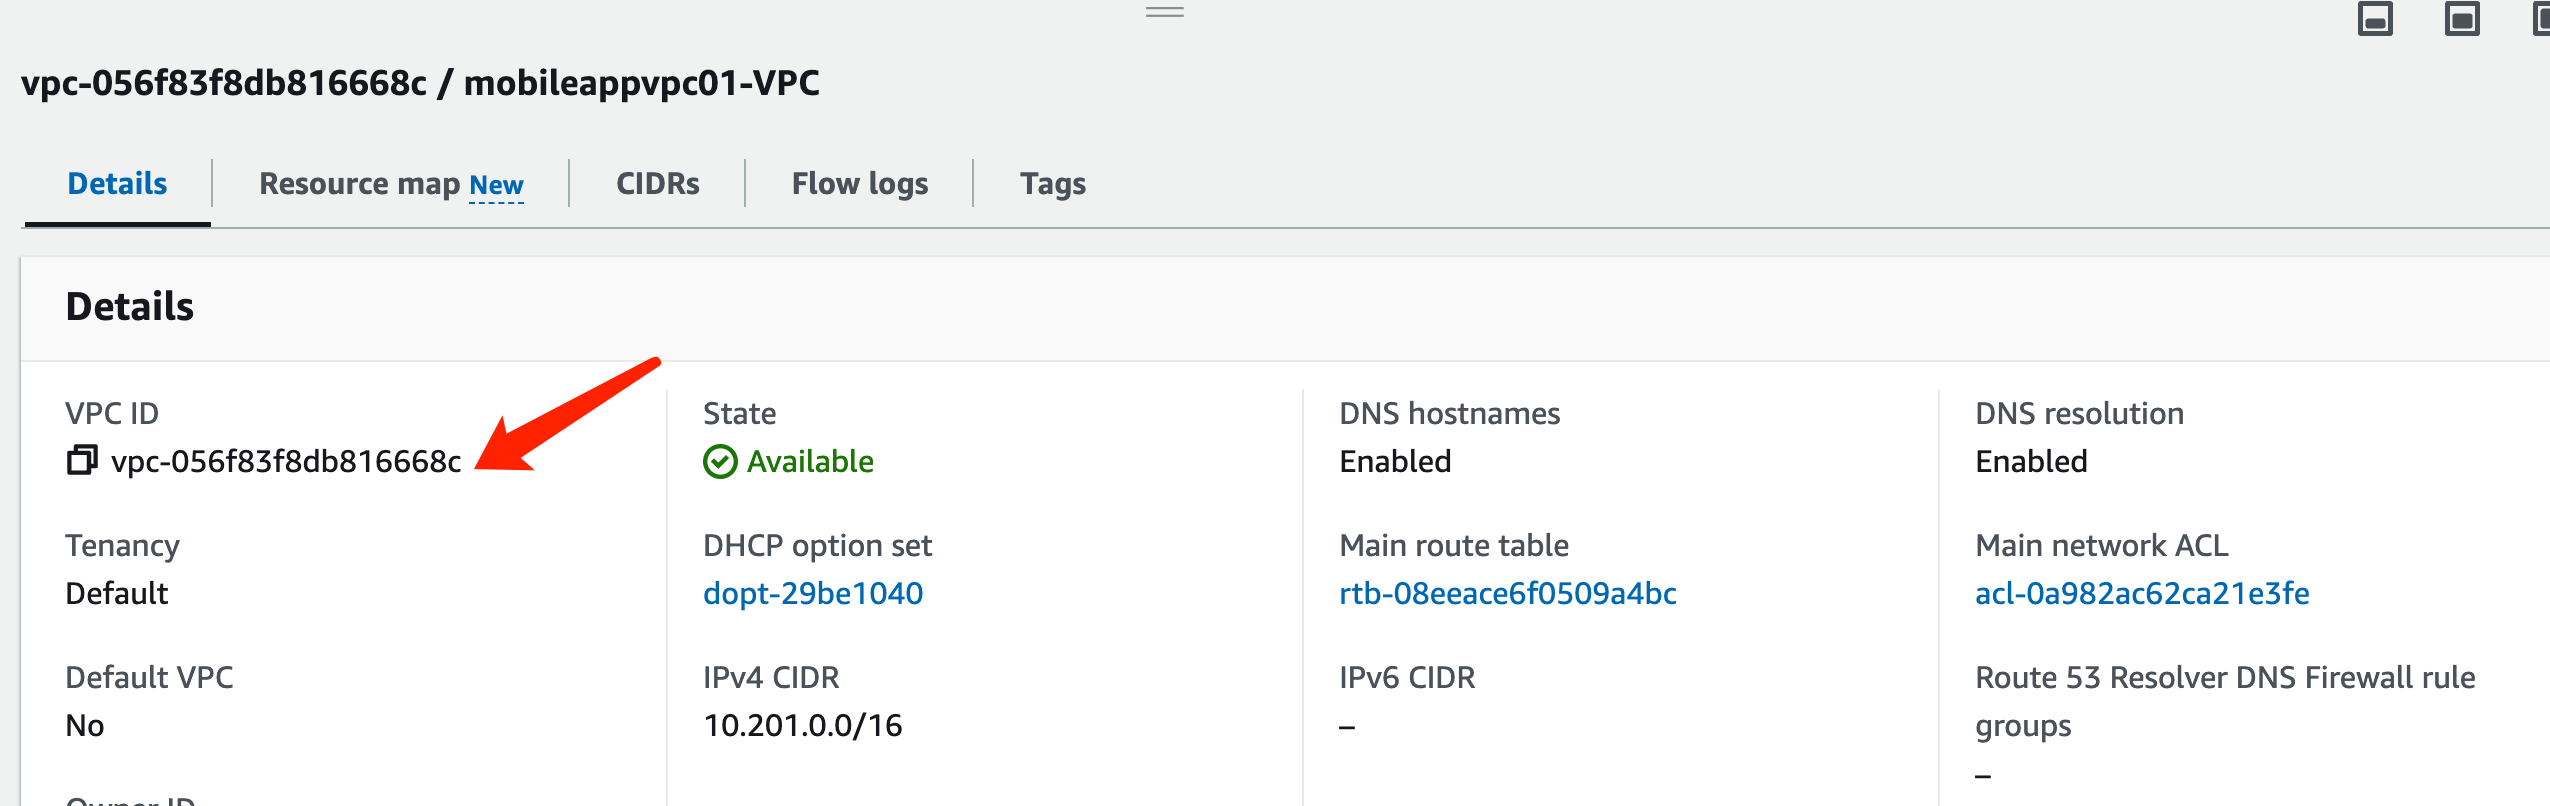 vpc-056f83f8db816668c / mobileappvpc01-VPC
Details
Resource map New
CIDRs
Flow logs
Tags
Details
VPC ID
vpc-056f83f8db816668c
State
Available
DNS hostnames
Enabled
DNS resolution
Enabled
Tenancy
Default
DHCP option set
dopt-29be1040
Main route table
rtb-08eeace6f0509a4bc
Main network ACL
acl-0a982ac62ca21e3fe
Default VPC
No
IPv4 CIDR
10.201.0.0/16
IPv6 CIDR
–
Route 53 Resolver DNS Firewall rule
groups
–
Owner ID